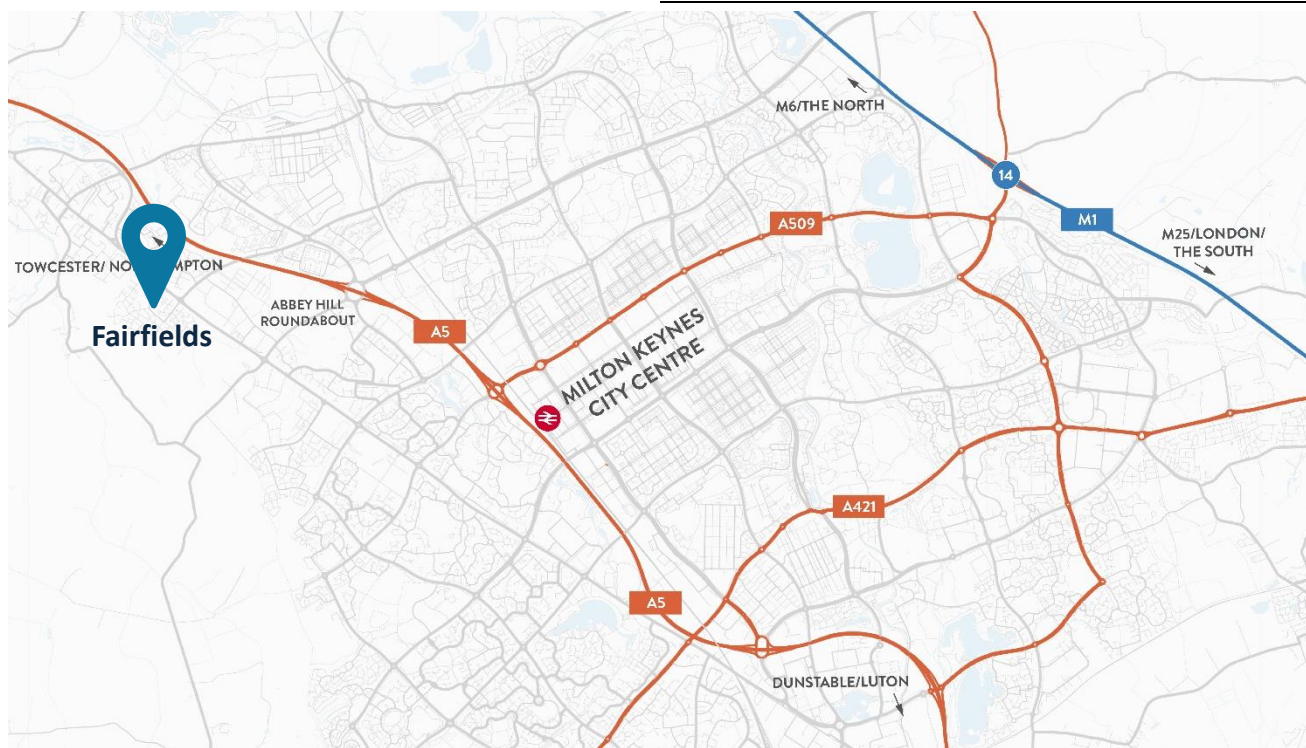 M6/THE NORTH
14
A509
M1
M25/LONDON/
THE SOUTH
TOWCESTER/ NO MPTON
ABBEY HILL
ROUNDABOUT
Fairfields
A5
MILTON KEYNES
CITY CENTRE
A421
A5
DUNSTABLE/LUTON